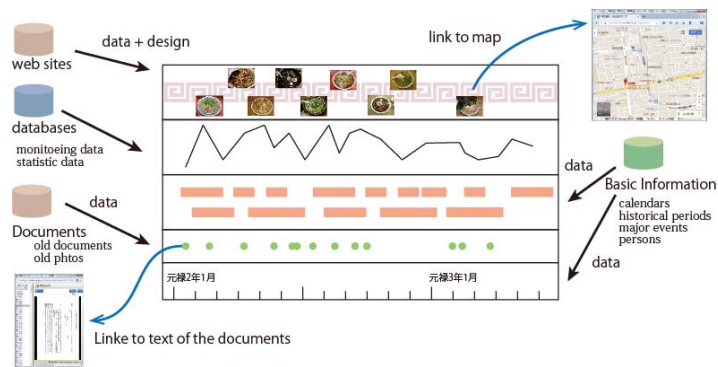 web sites
data + design
link to map
databases
monitoeing data
statistic data
data
Documents
old documents
old phtos
data
Basic Information
calendars
historical periods
major events
persons
data
元禄2年1月
元禄3年1月
Linke to text of the documents